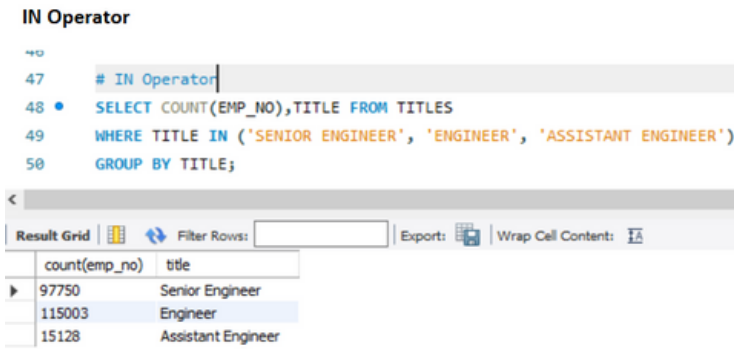 IN Operator
46
47 # IN Operator
48 SELECT COUNT(EMP_NO),TITLE FROM TITLES
49 WHERE TITLE IN ('SENIOR ENGINEER', 'ENGINEER', 'ASSISTANT ENGINEER')
50 GROUP BY TITLE;
Result Grid Filter Rows: Export: Wrap Cell Content: IA
count(emp_no) title
97750 Senior Engineer
115003 Engineer
15128 Assistant Engineer